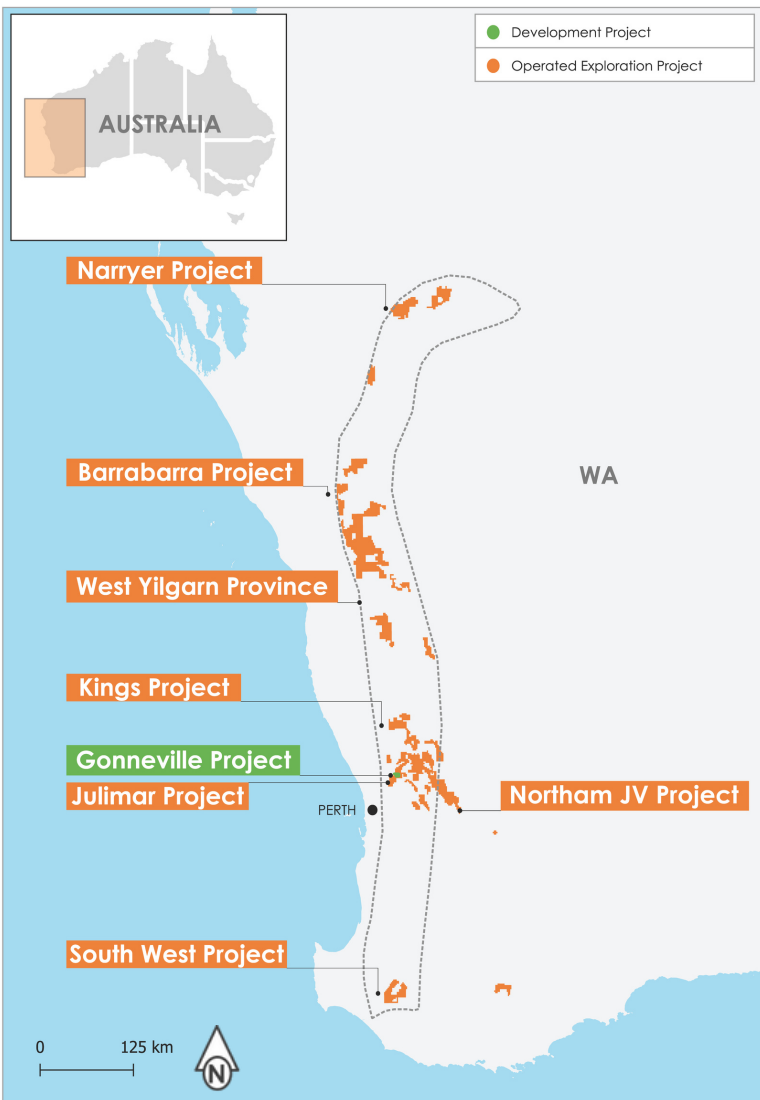 Development Project
Operated Exploration Project
AUSTRALIA
Narryer Project
Barrabarra Project
WA
West Yilgarn Province
Kings Project
Gonneville Project
Julimar Project
Northam JV Project
PERTH
South West Project
0 125 km
N